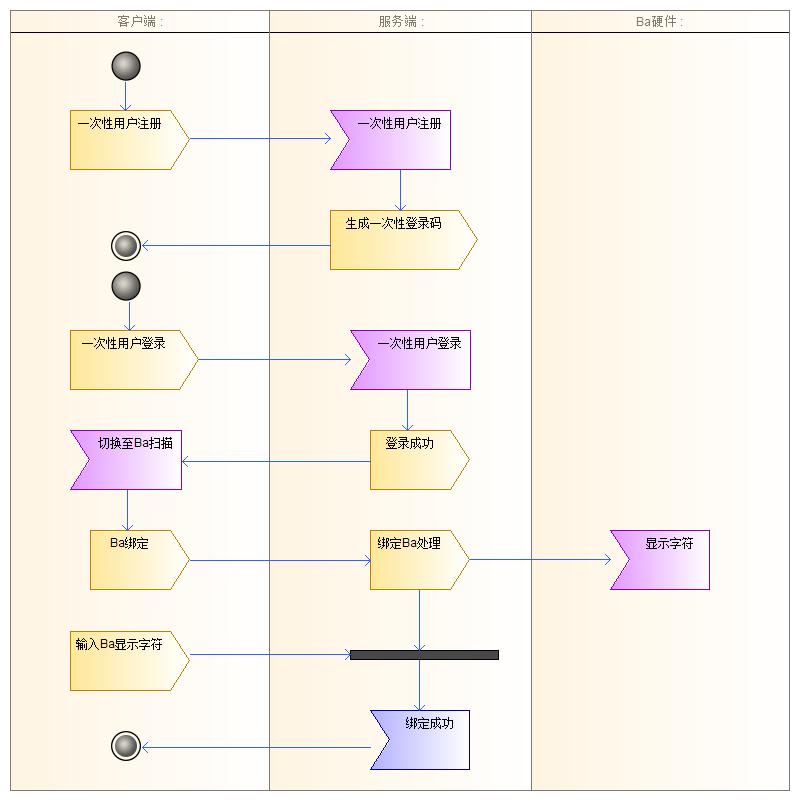 客户端 :
服务端 :
Ba硬件 :
一次性用户注册
一次性用户注册
生成一次性登录码
一次性用户登录
一次性用户登录
切换至Ba扫描
登录成功
Ba绑定
绑定Ba处理
显示字符
输入Ba显示字符
绑定成功